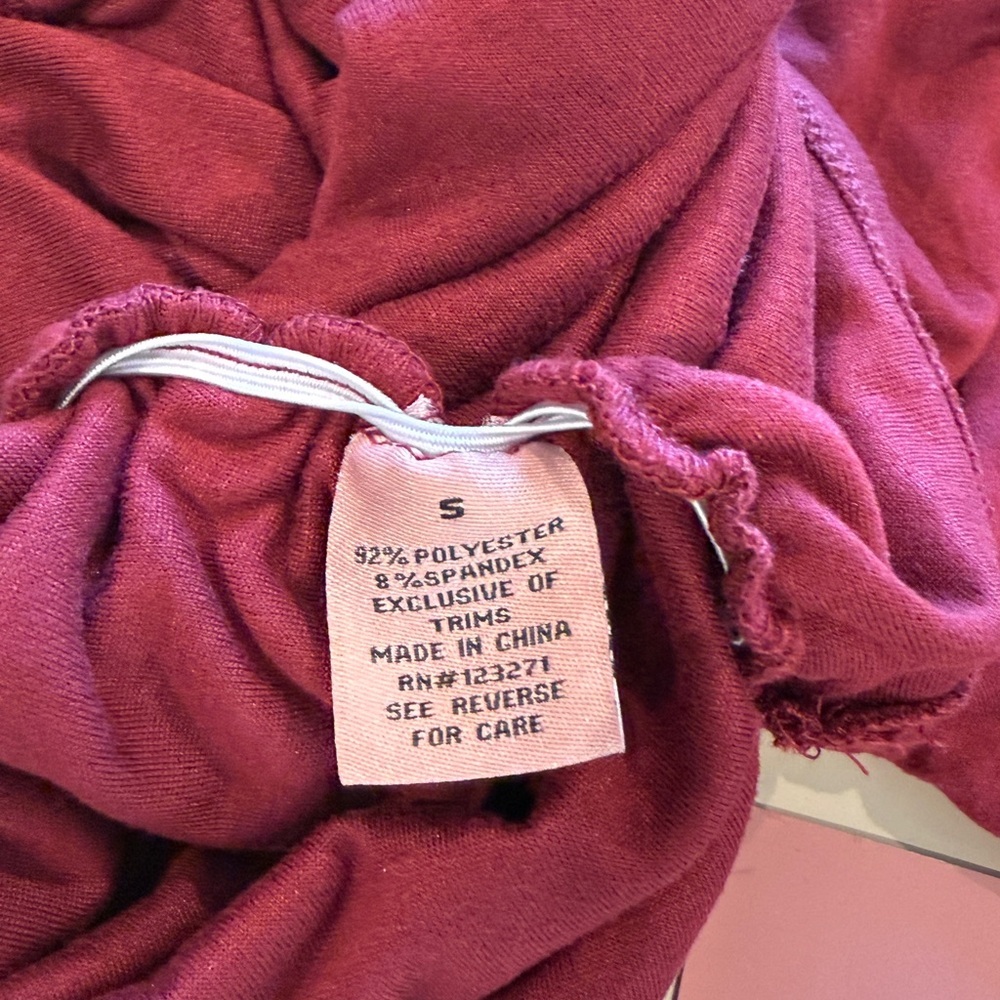 S
92% POLYESTER
8%SPANDEX
EXCLUSIVE OF
TRIMS
MADE IN CHINA
RN#123271
SEE REVERSE
FOR CARE